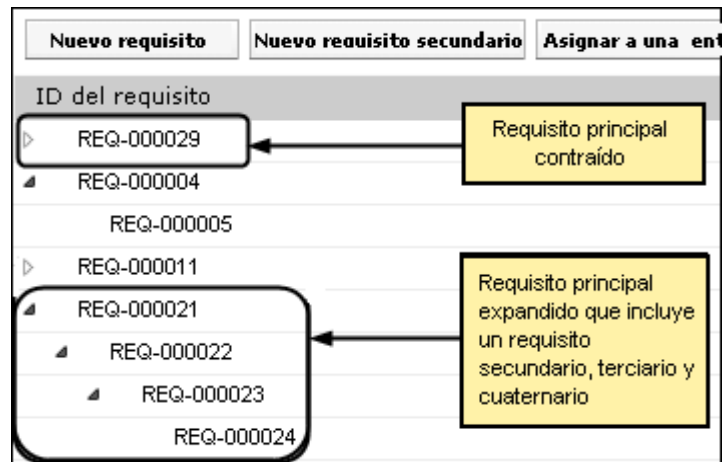 Nuevo requisito Nuevo requisito secundario Asignar a una ent
ID del requisito
REQ-000029
Requisito principal
contraído
REQ-000004
REQ-000005
REQ-000011
REQ-000021
REQ-000022
REQ-000023
REQ-000024
Requisito principal
expandido que incluye
un requisito
secundario, terciario y
cuaternario